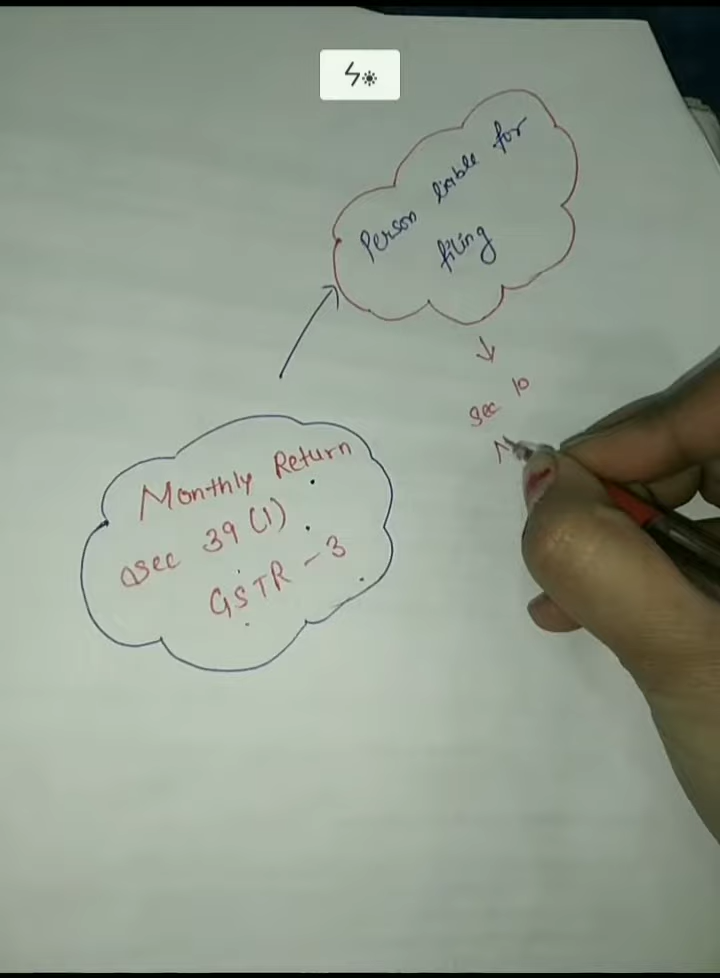 Person liable for
filing
Sec 10
N
Monthly Return
Sec 39 (1)
GSTR - 3